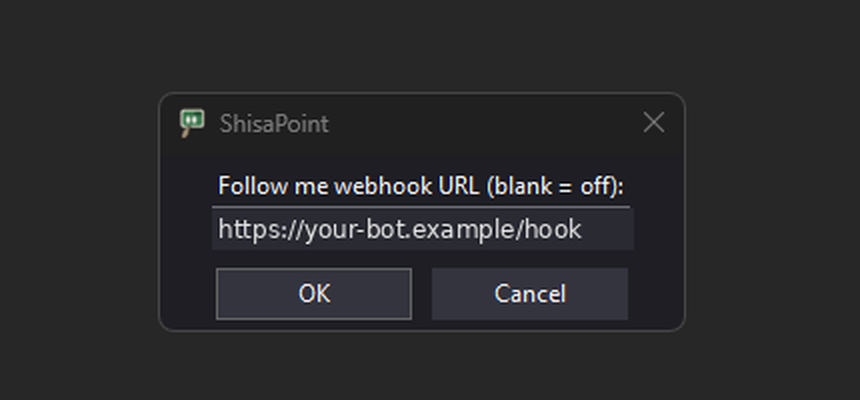 ShisaPoint
Follow me webhook URL (blank = off):
https://your-bot.example/hook
OK
Cancel